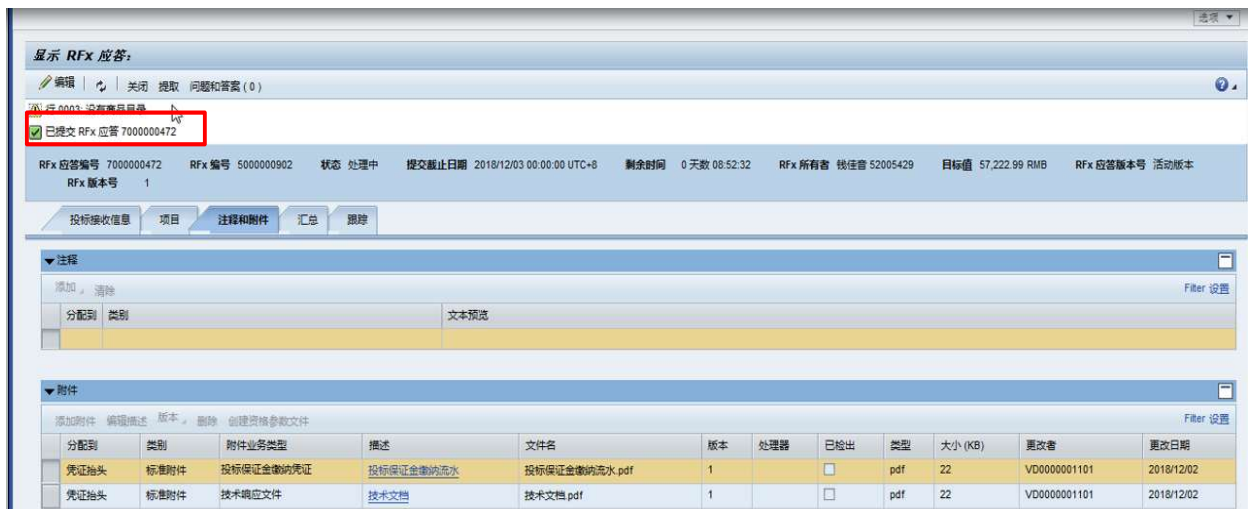 选项
显示 RFx 应答:
编辑 关闭 提取 问题和答案(0)
行 0003: 没有商品目录
已提交 RFx 应答 7000000472
RFx 应答编号 7000000472 RFx 编号 5000000902 状态 处理中 提交截止日期 2018/12/03 00:00:00 UTC+8 剩余时间 0 天数 08:52:32 RFx 所有者 钱佳音 52005429 目标值 57,222.99 RMB RFx 应答版本号 活动版本
RFx 版本号 1
投标接收信息 项目 注释和附件 汇总 跟踪
注释
添加 清除 Filter 设置
分配到 类别 文本预览
附件
添加附件 编辑描述 版本 删除 创建资格参数文件 Filter 设置
分配到 类别 附件业务类型 描述 文件名 版本 处理器 已检出 类型 大小 (KB) 更改者 更改日期
凭证抬头 标准附件 投标保证金缴纳凭证 投标保证金缴纳流水 投标保证金缴纳流水.pdf 1 pdf 22 VD0000001101 2018/12/02
凭证抬头 标准附件 技术响应文件 技术文档 技术文档.pdf 1 pdf 22 VD0000001101 2018/12/02